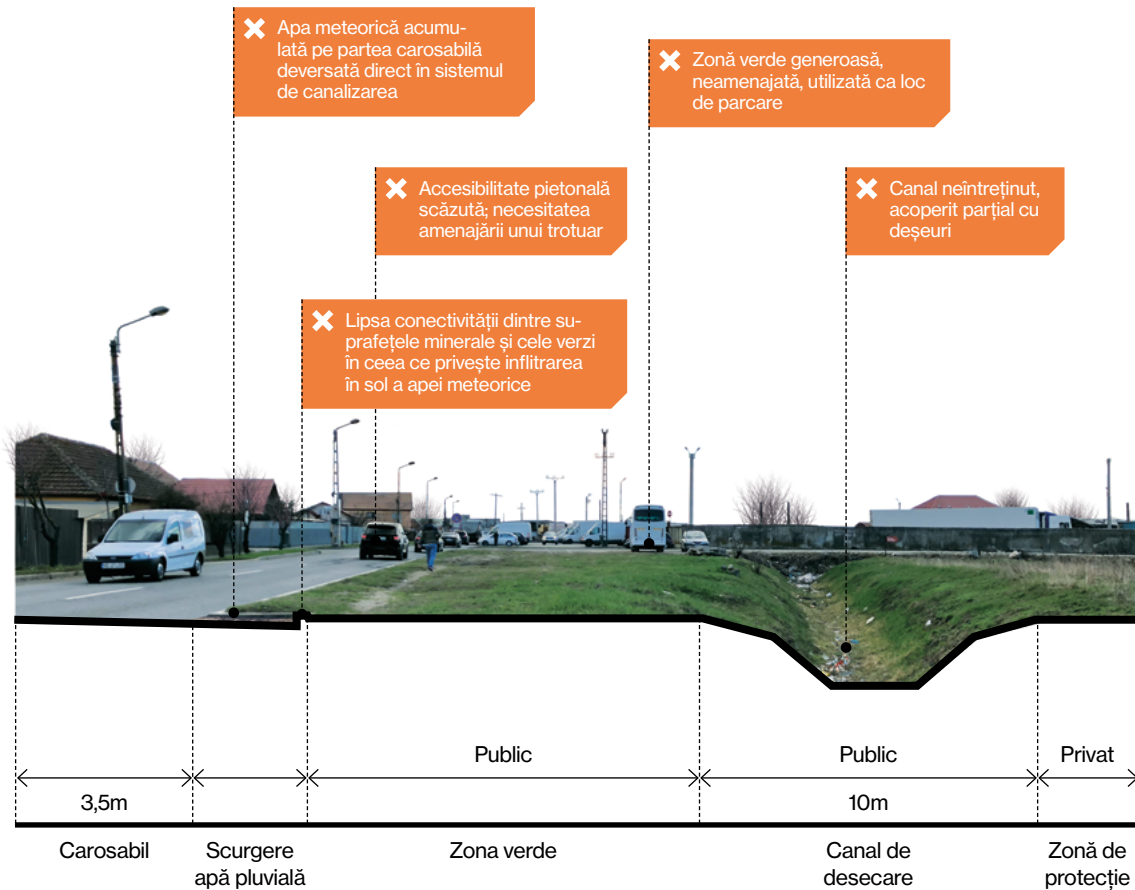 Apa meteorică acumu-
lată pe partea carosabilă
deversată direct în sistemul
de canalizarea
Zonă verde generoasă,
neamenajată, utilizată ca loc
de parcare
Accesibilitate pietonală
scăzută; necesitatea
amenajării unui trotuar
Canal neîntreținut,
acoperit parțial cu
deșeuri
Lipsa conectivității dintre su-
prafețele minerale și cele verzi
în ceea ce privește inflitrarea
în sol a apei meteorice
Public
Public
Privat
3,5m
10m
Carosabil
Scurgere
apă pluvială
Zona verde
Canal de
desecare
Zonă de
protecție